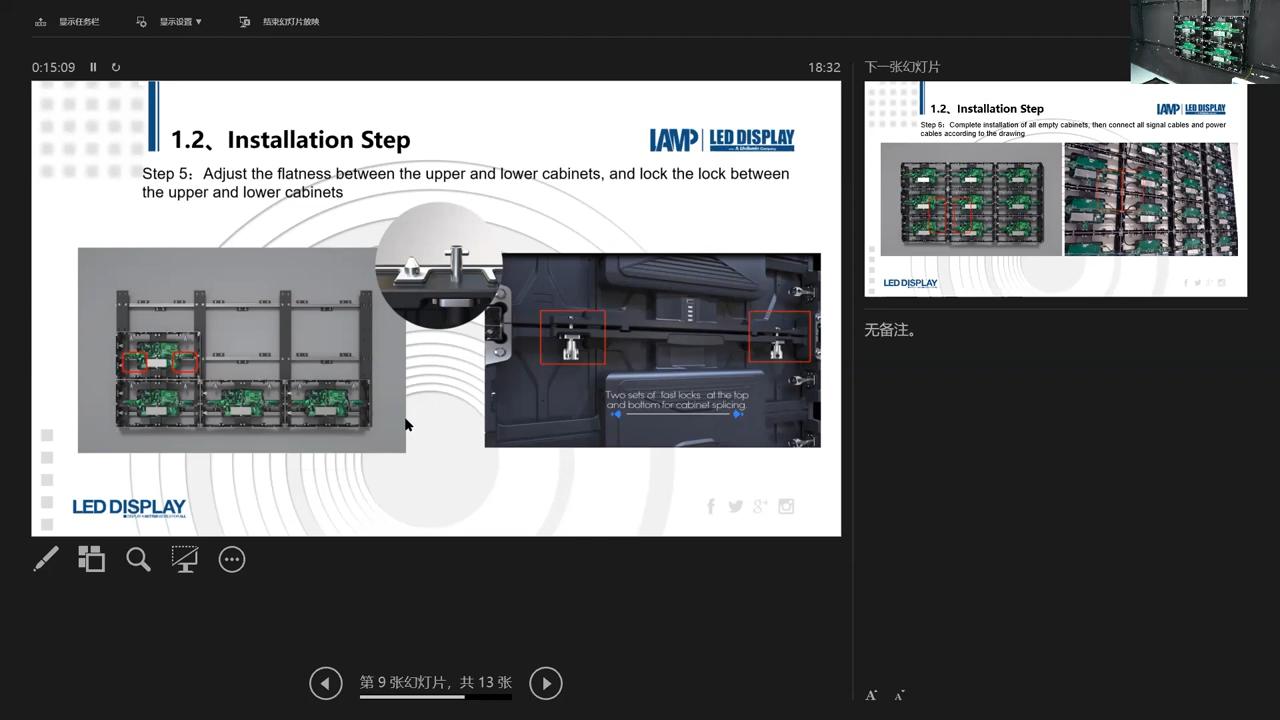 显示任务栏
显示设置 ▼
结束幻灯片放映
0:15:09
18:32
下一张幻灯片
1.2、Installation Step
LAMP LED DISPLAY
Step 5：Adjust the flatness between the upper and lower cabinets, and lock the lock between
the upper and lower cabinets
Two sets of fast locks at the top
and bottom for cabinet splicing.
LED DISPLAY
1.2、Installation Step
LAMP LED DISPLAY
Step 6：Complete installation of all empty cabinets, then connect all signal cables and power
cables according to the drawing
LED DISPLAY
无备注。
第 9 张幻灯片，共 13 张